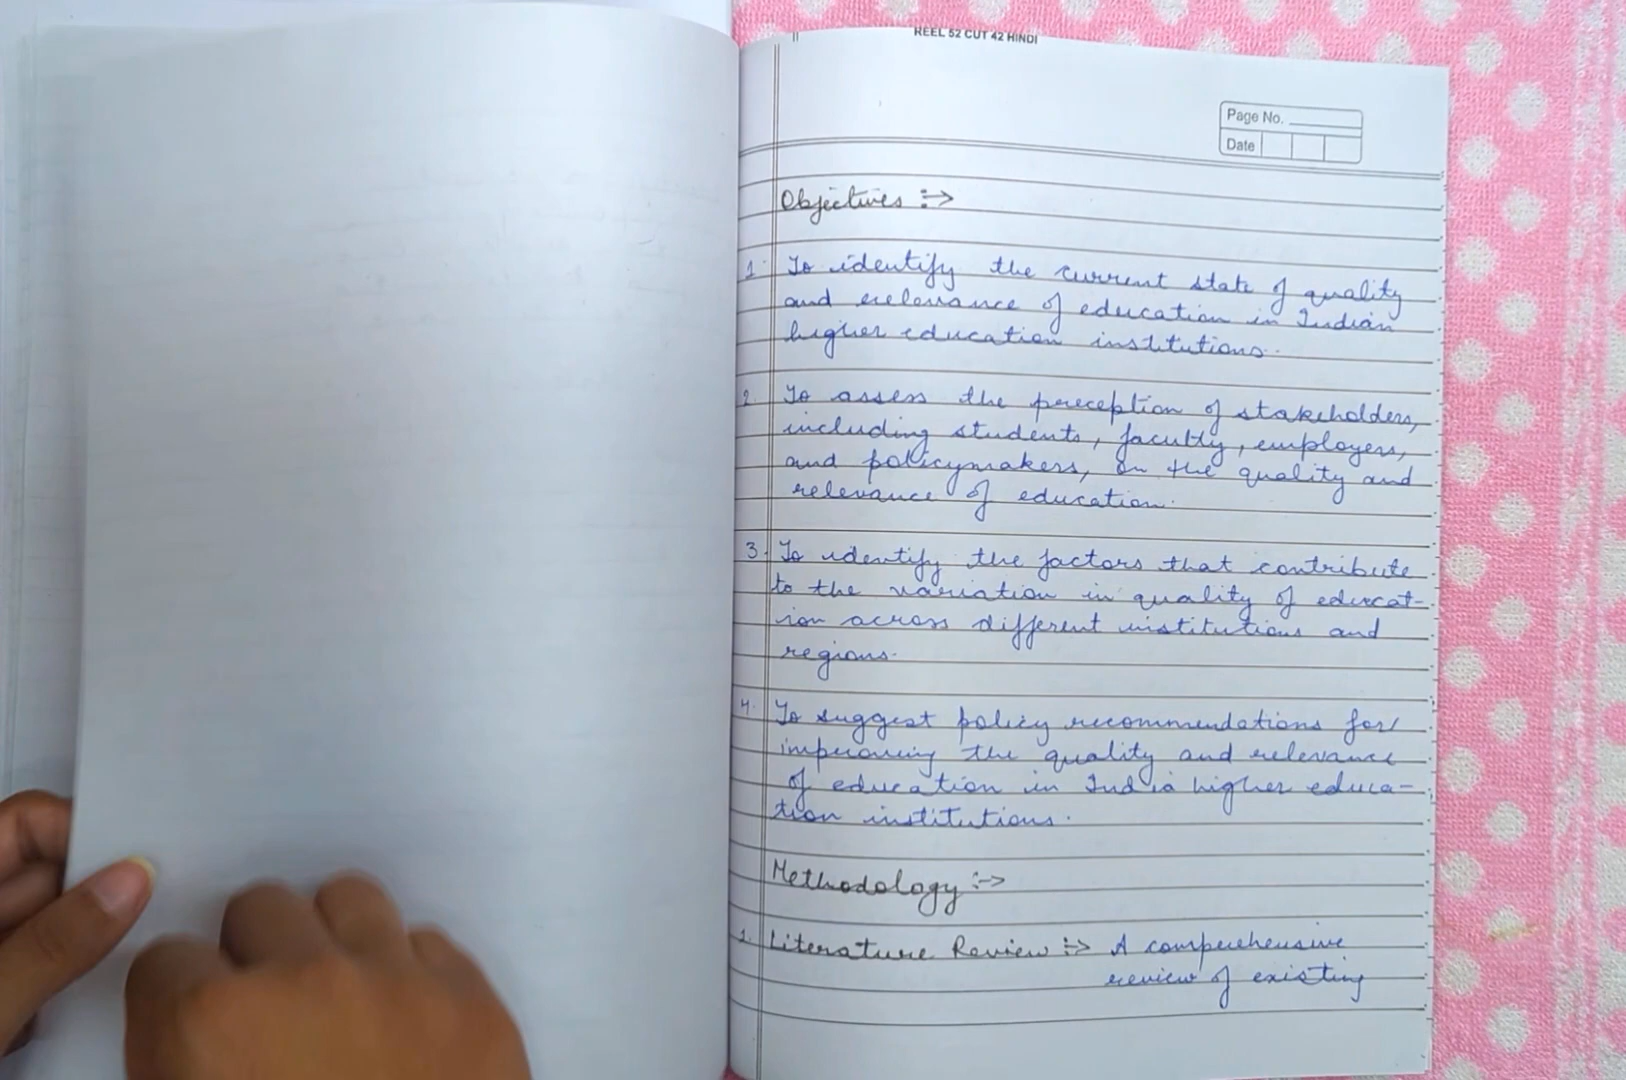 REEL 52 CUT 42 HINDI
Page No.
Date
Objectives :->
1. To identify the current state of quality
and relevance of education in Indian
higher education institutions.
2. To assess the preception of stakeholders,
including students, faculty, employers,
and policymakers, on the quality and
relevance of education.
3. To identify the factors that contribute
to the variation in quality of educat-
ion across different institutions and
regions.
4. To suggest policy recommendations for
improving the quality and relevance
of education in India higher educa-
tion institutions.
Methodology :->
1. Literature Review :-> A comprehensive
review of existing